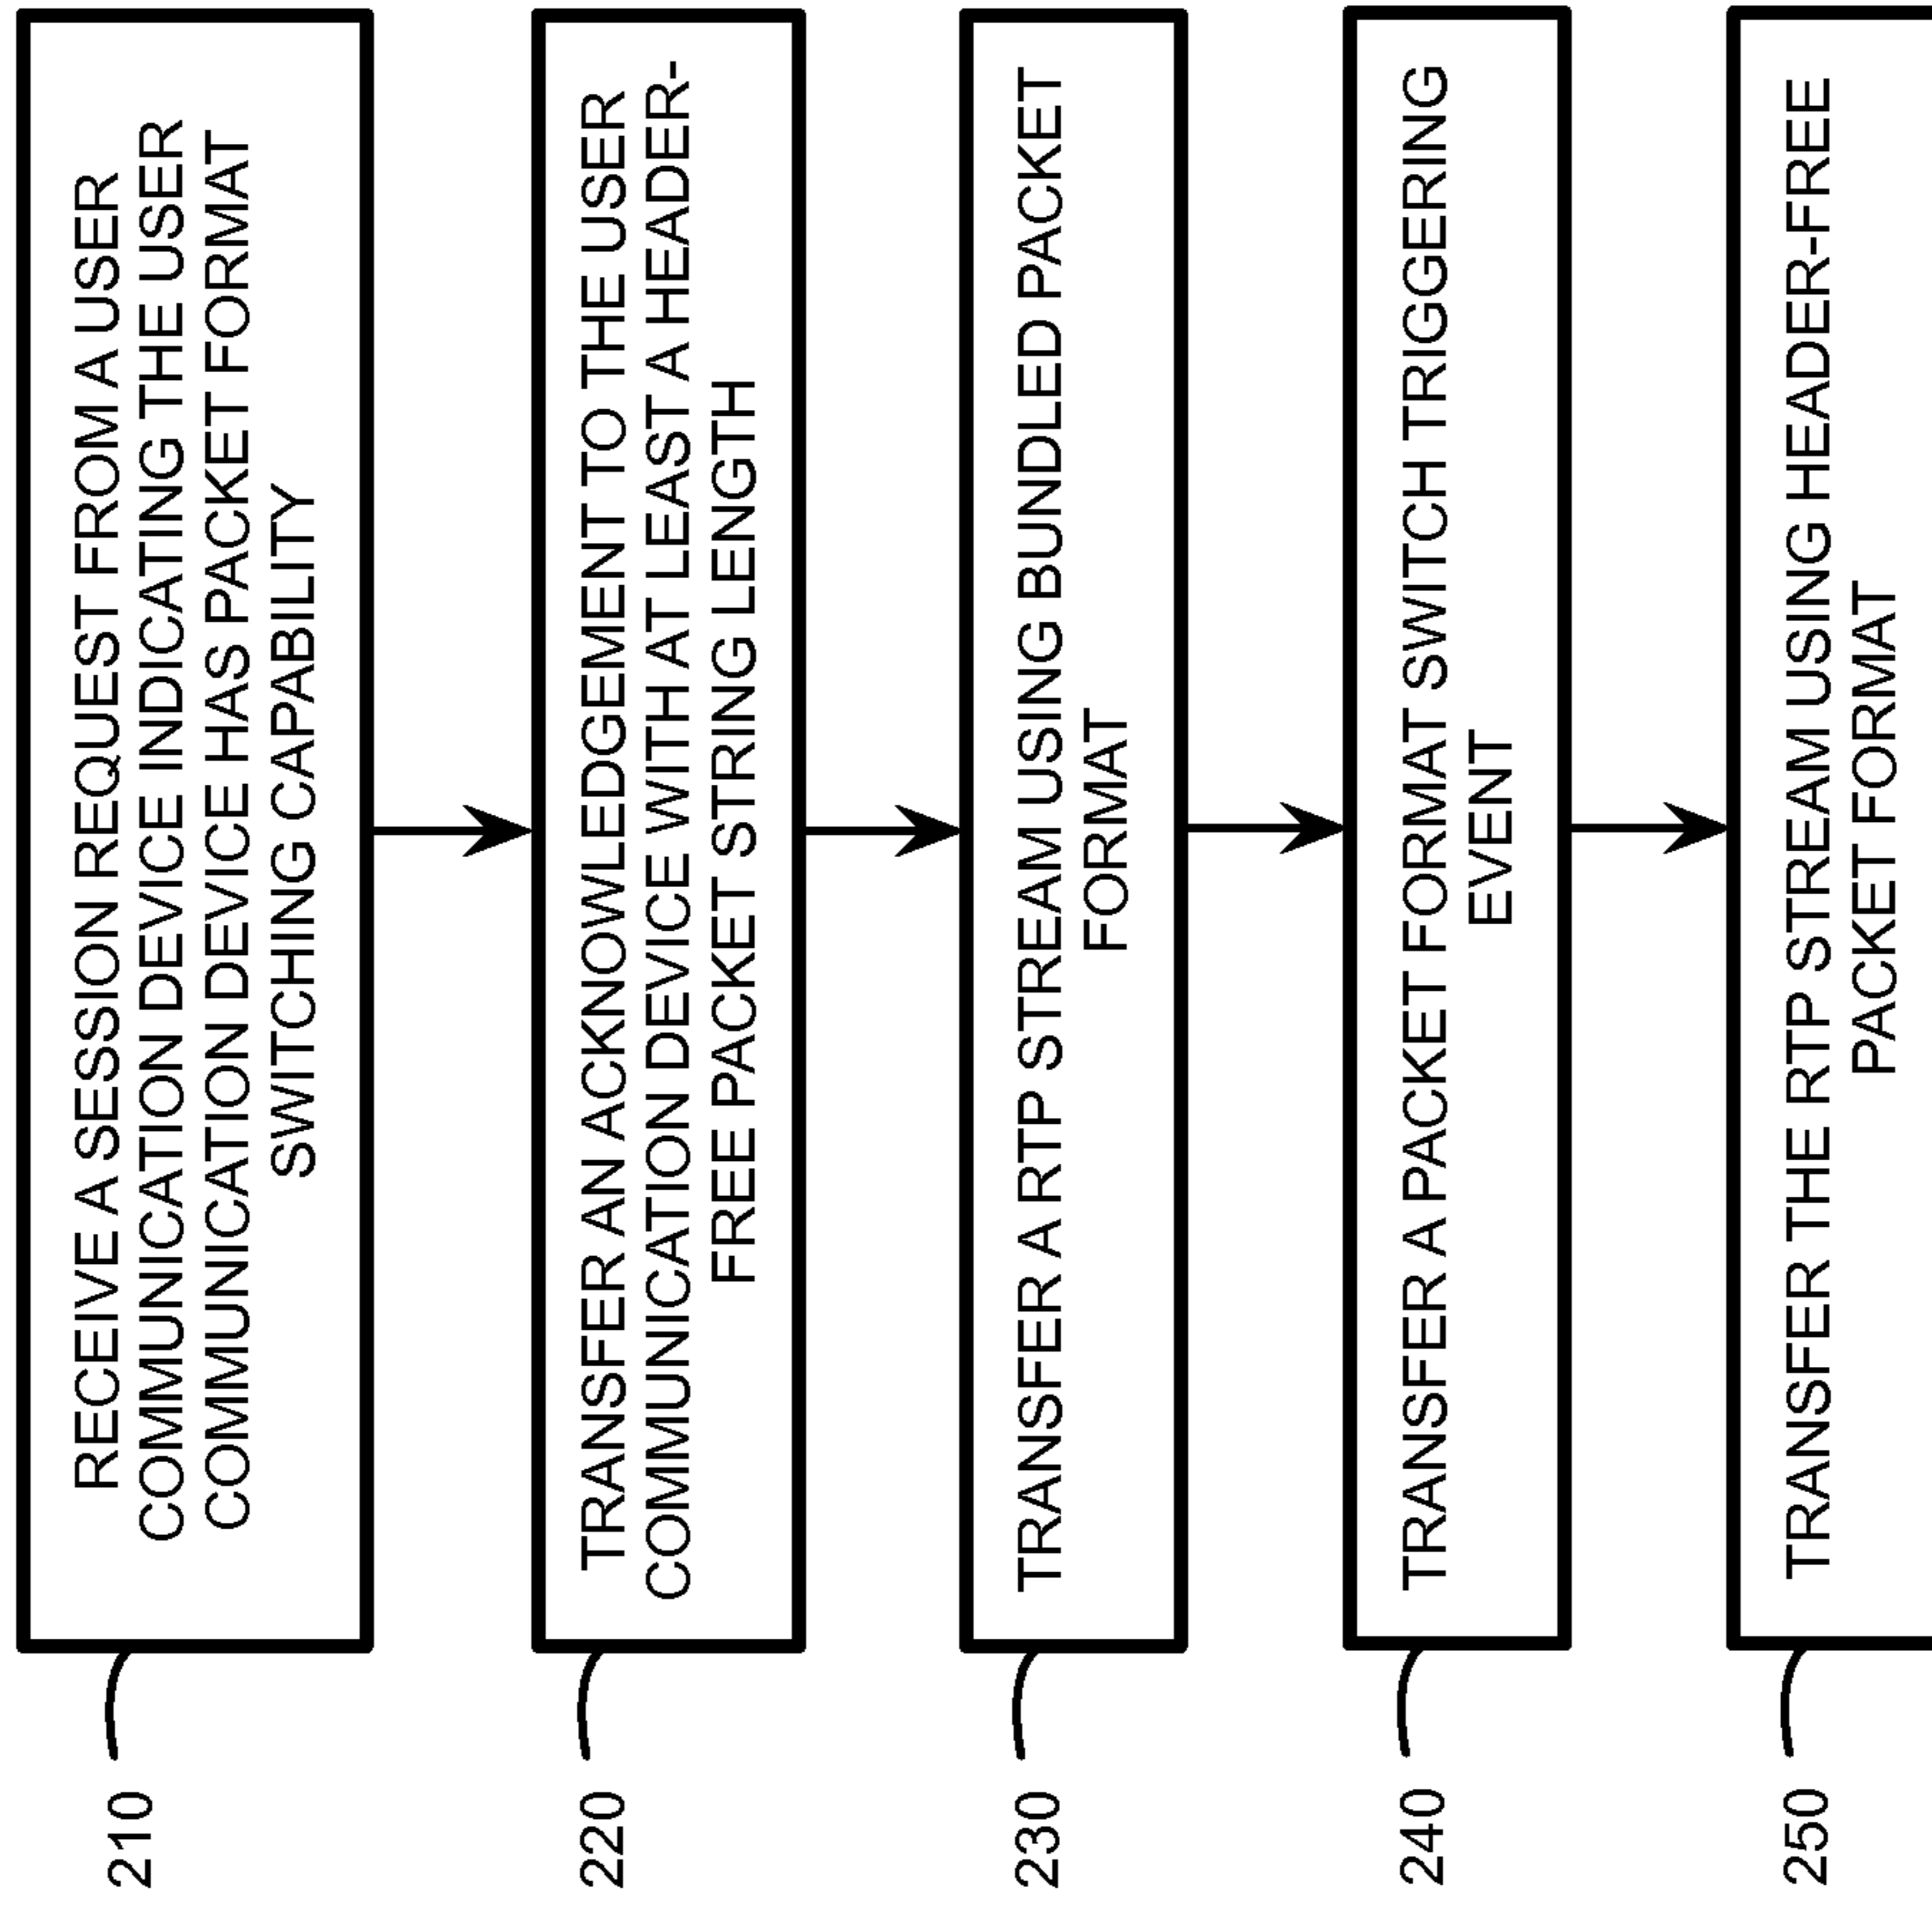 210
RECEIVE A SESSION REQUEST FROM A USER
COMMUNICATION DEVICE INDICATING THE USER
COMMUNICATION DEVICE HAS PACKET FORMAT
SWITCHING CAPABILITY
220
TRANSFER AN ACKNOWLEDGEMENT TO THE USER
COMMUNICATION DEVICE WITH AT LEAST A HEADER-
FREE PACKET STRING LENGTH
230
TRANSFER A RTP STREAM USING BUNDLED PACKET
FORMAT
240
TRANSFER A PACKET FORMAT SWITCH TRIGGERING
EVENT
250
TRANSFER THE RTP STREAM USING HEADER-FREE
PACKET FORMAT